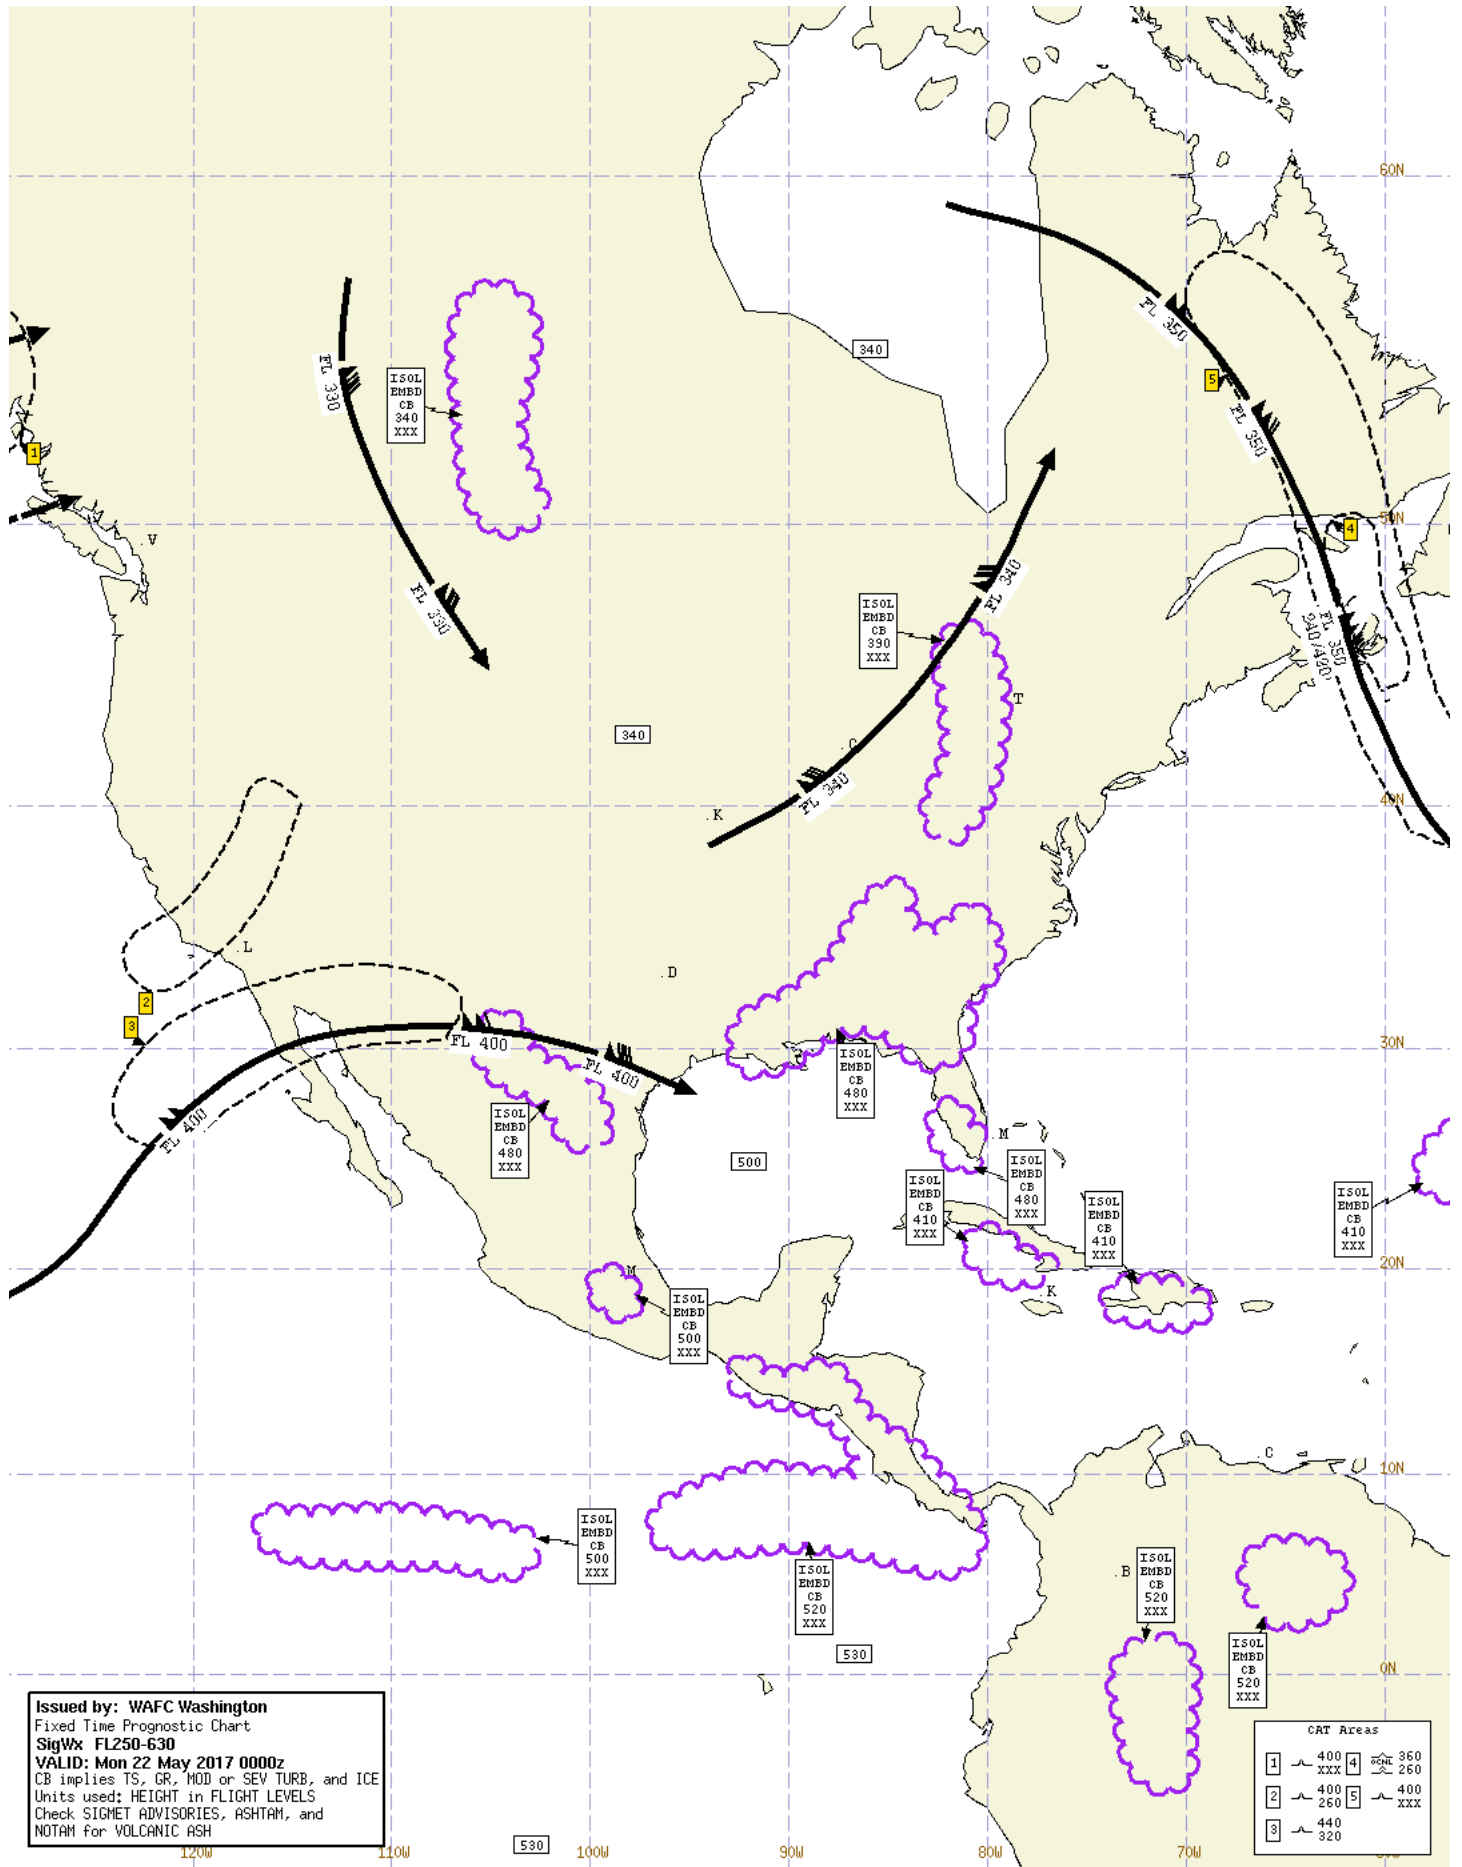 60N
340
FL 350
FL 330
ISOL
EMBD
CB
340
XXX
5
FL 350
1
50N
4
V
FL 340
FL 330
ISOL
EMBD
CB
390
XXX
FL 350
240/420
T
340
C
FL 340
40N
K
L
D
2
3
30N
FL 400
FL 400
ISOL
EMBD
CB
480
XXX
FL 400
ISOL
EMBD
CB
480
XXX
M
500
ISOL
EMBD
CB
480
XXX
ISOL
EMBD
CB
410
XXX
ISOL
EMBD
CB
410
XXX
ISOL
EMBD
CB
410
XXX
20N
M
K
ISOL
EMBD
CB
500
XXX
C
10N
ISOL
EMBD
CB
500
XXX
ISOL
EMBD
CB
520
XXX
B
ISOL
EMBD
CB
520
XXX
ISOL
EMBD
CB
520
XXX
530
0N
Issued by: WAFC Washington
Fixed Time Prognostic Chart
SigWx FL250-630
VALID: Mon 22 May 2017 0000z
CB implies TS, GR, MOD or SEV TURB, and ICE
Units used: HEIGHT in FLIGHT LEVELS
Check SIGMET ADVISORIES, ASHTAM, and
NOTAM for VOLCANIC ASH
CAT Areas
1 400 XXX 4 OCNL 360 260
2 400 260 5 400 XXX
3 440 320
530
120W 110W 100W 90W 80W 70W